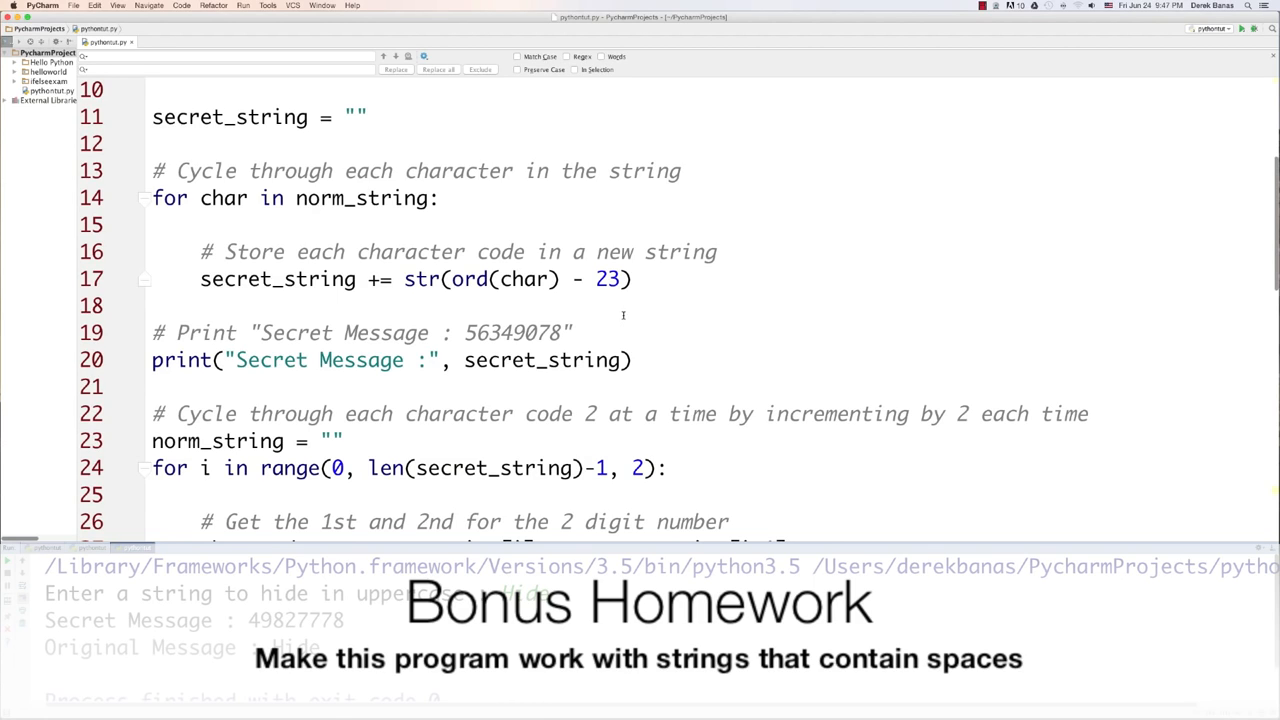 PyCharm File Edit View Navigate Code Refactor Run Tools VCS Window Help Fri Jun 24 9:47 PM Derek Banas
pythontut.py - PycharmProjects - [~/PycharmProjects]
PycharmProjects pythontut.py pythontut
pythontut.py
PycharmProject
Hello Python
helloworld
ifelseexam
pythontut.py
External Librarie
Match Case Regex Words
Replace Replace all Exclude Preserve Case In Selection
10
11 secret_string = ""
12
13 # Cycle through each character in the string
14 for char in norm_string:
15
16 # Store each character code in a new string
17 secret_string += str(ord(char) - 23)
18
19 # Print "Secret Message : 56349078"
20 print("Secret Message :", secret_string)
21
22 # Cycle through each character code 2 at a time by incrementing by 2 each time
23 norm_string = ""
24 for i in range(0, len(secret_string)-1, 2):
25
26 # Get the 1st and 2nd for the 2 digit number
Run: pythontut pythontut pythontut
/Library/Frameworks/Python.framework/Versions/3.5/bin/python3.5 /Users/derekbanas/PycharmProjects/pytho
Enter a string to hide in uppercase : Hide
Secret Message : 49827778
Original Message : Hide
Process finished with exit code 0
Bonus Homework
Make this program work with strings that contain spaces